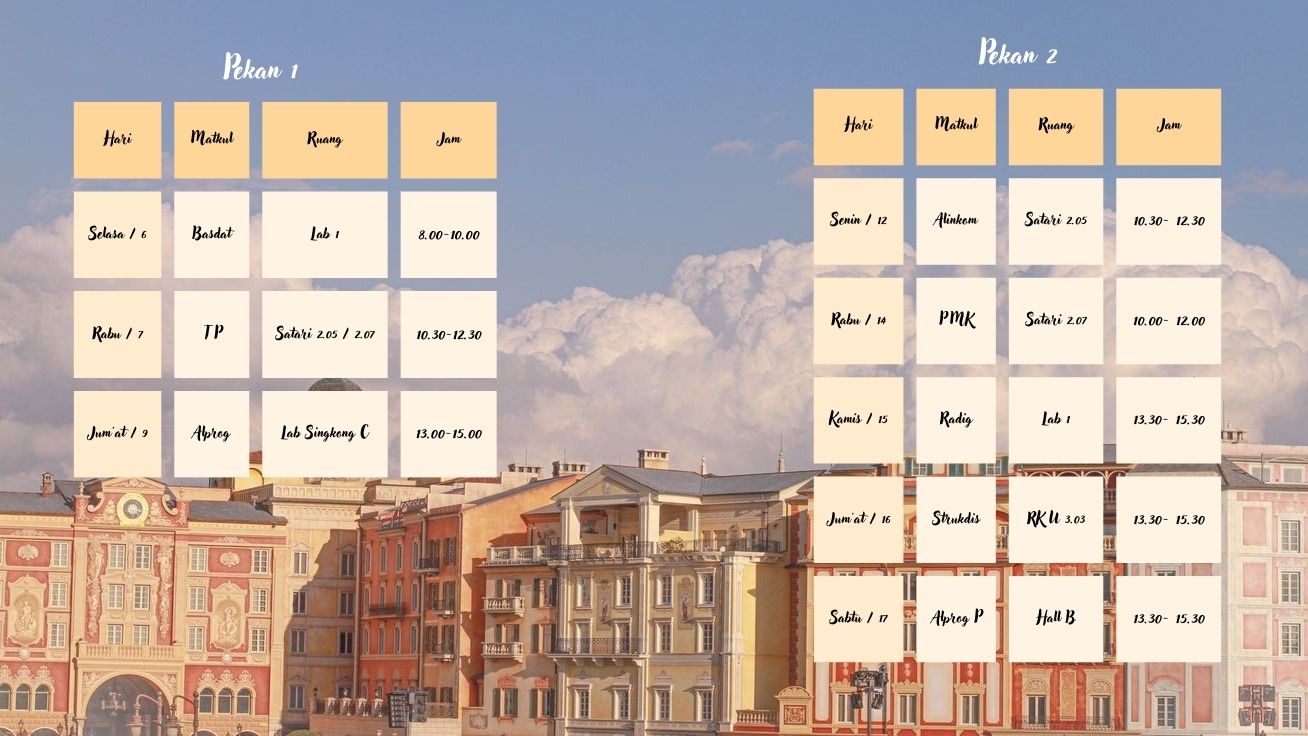 Pekan 1
Hari Matkul Ruang Jam
Selasa / 6 Basdat Lab 1 8.00-10.00
Rabu / 7 TP Satari 2.05 / 2.07 10.30-12.30
Jum'at / 9 Alprog Lab Singkong C 13.00-15.00
Pekan 2
Hari Matkul Ruang Jam
Senin / 12 Alinkom Satari 2.05 10.30- 12.30
Rabu / 14 PMK Satari 2.07 10.00- 12.00
Kamis / 15 Radig Lab 1 13.30- 15.30
Jum'at / 16 Strukdis RKU 3.03 13.30- 15.30
Sabtu / 17 Alprog P Hall B 13.30- 15.30